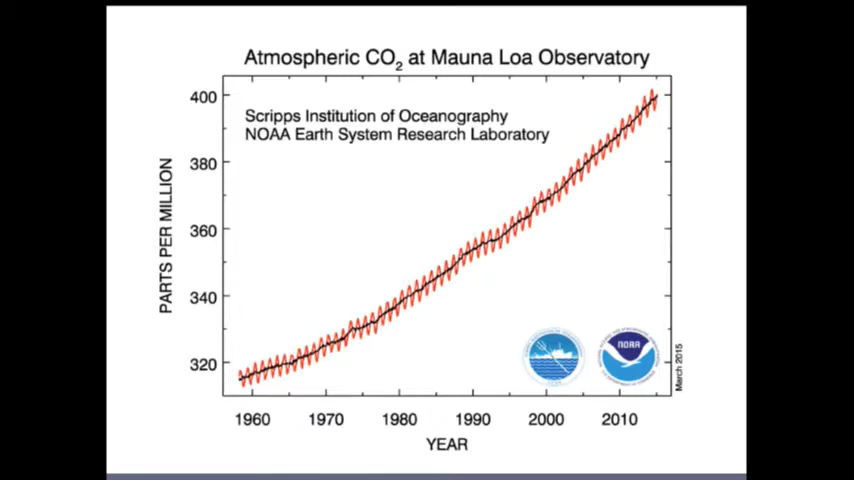 Atmospheric CO2 at Mauna Loa Observatory
Scripps Institution of Oceanography
NOAA Earth System Research Laboratory
400
380
360
340
320
PARTS PER MILLION
1960 1970 1980 1990 2000 2010
YEAR
NOAA
March 2015